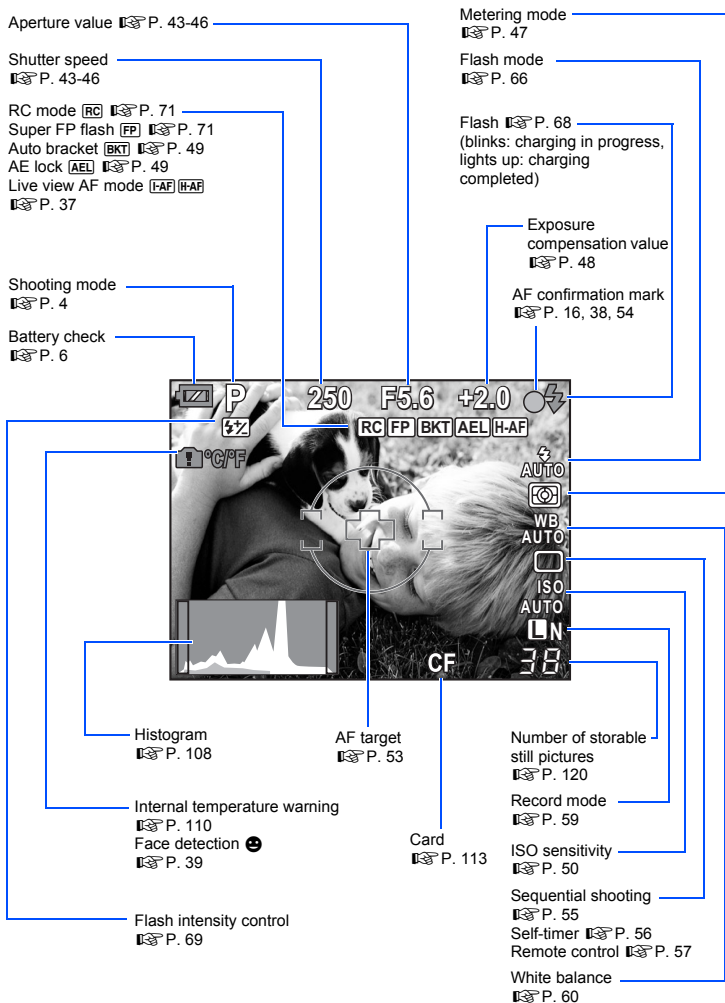 Aperture value ☞P. 43-46
Shutter speed
☞P. 43-46
RC mode RC ☞P. 71
Super FP flash FP ☞P. 71
Auto bracket BKT ☞P. 49
AE lock AEL ☞P. 49
Live view AF mode I-AF H-AF
☞P. 37
Shooting mode
☞P. 4
Battery check
☞P. 6
Metering mode
☞P. 47
Flash mode
☞P. 66
Flash ☞P. 68
(blinks: charging in progress,
lights up: charging
completed)
Exposure
compensation value
☞P. 48
AF confirmation mark
☞P. 16, 38, 54
P 250 F5.6 +2.0
RC FP BKT AEL H-AF
°C/°F
AUTO
WB
AUTO
ISO
AUTO
L N
CF 38
Histogram
☞P. 108
AF target
☞P. 53
Internal temperature warning
☞P. 110
Face detection
☞P. 39
Card
☞P. 113
Flash intensity control
☞P. 69
Number of storable
still pictures
☞P. 120
Record mode
☞P. 59
ISO sensitivity
☞P. 50
Sequential shooting
☞P. 55
Self-timer ☞P. 56
Remote control ☞P. 57
White balance
☞P. 60